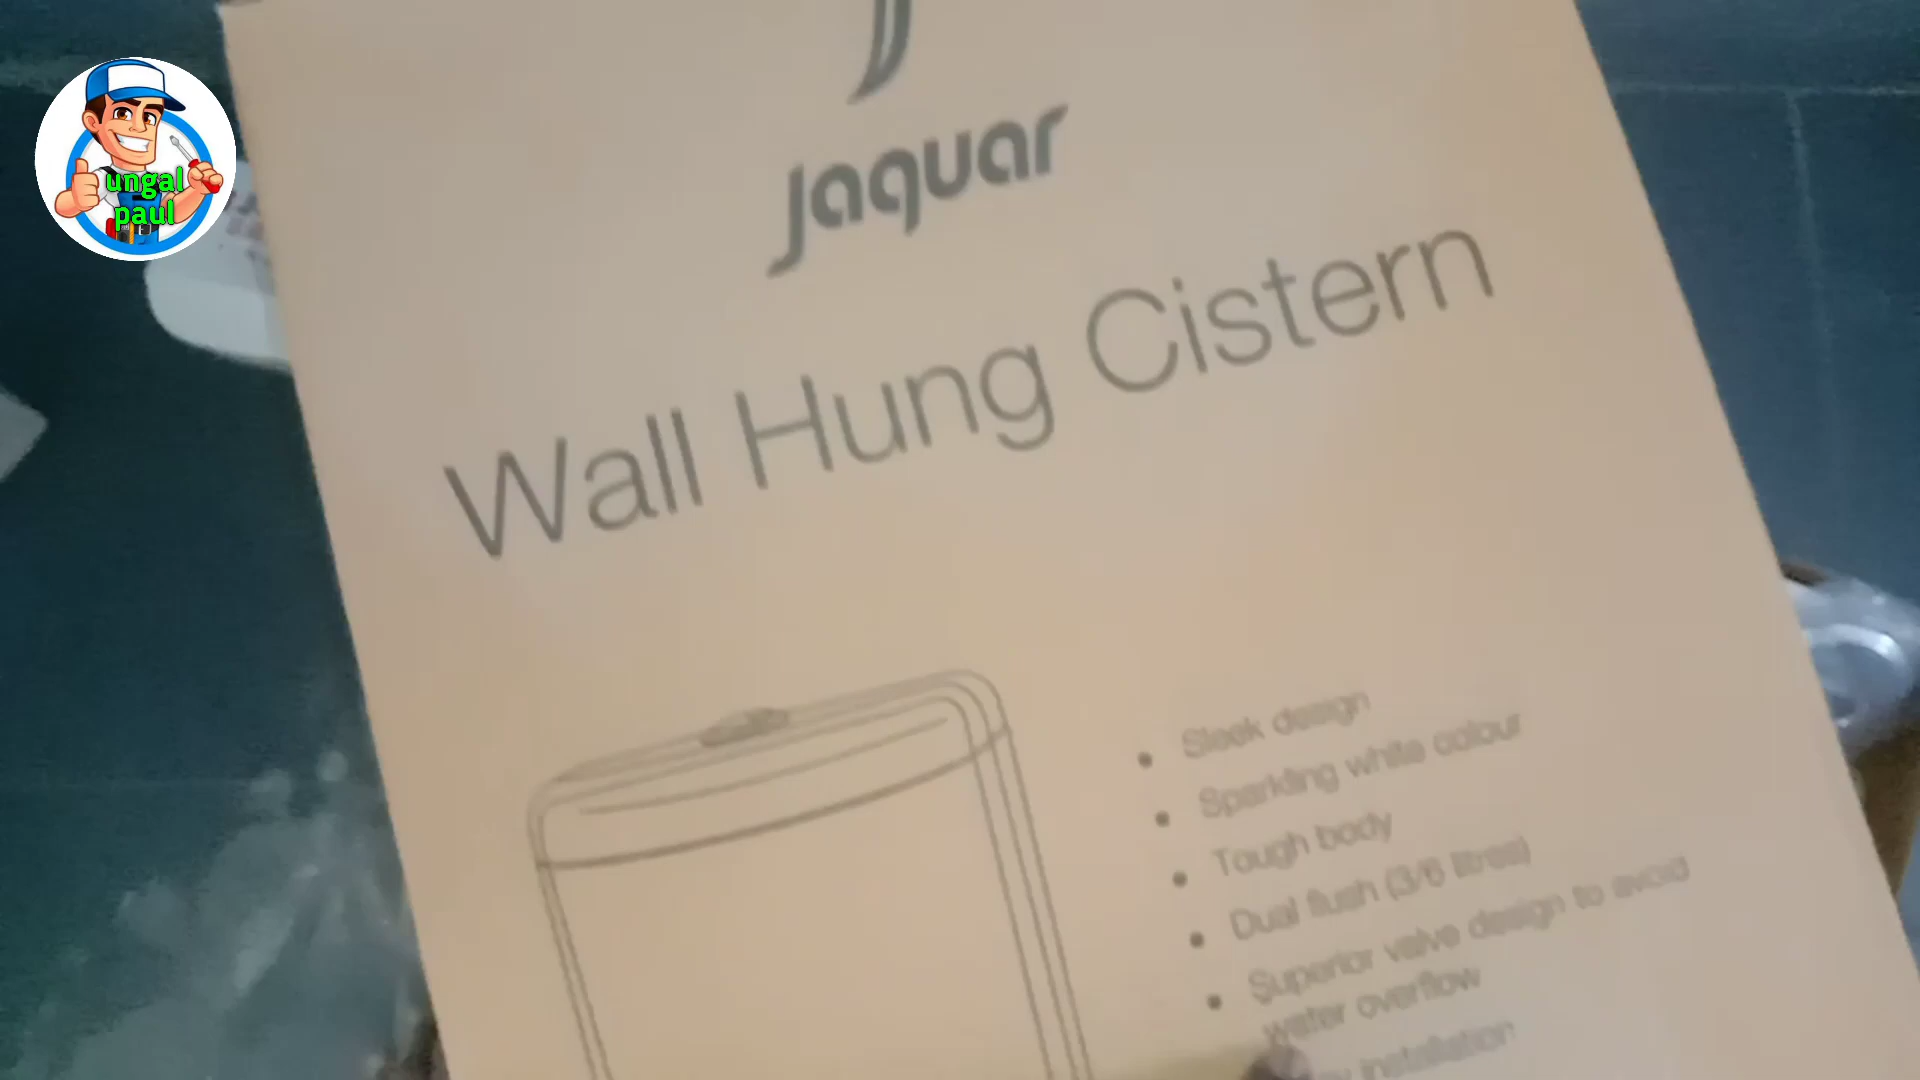 ungal
paul
Jaquar
Wall Hung Cistern
Sleek design
Sparkling white colour
Tough body
Dual flush (3/6 litres)
Superior valve design to avoid
water overflow
installation